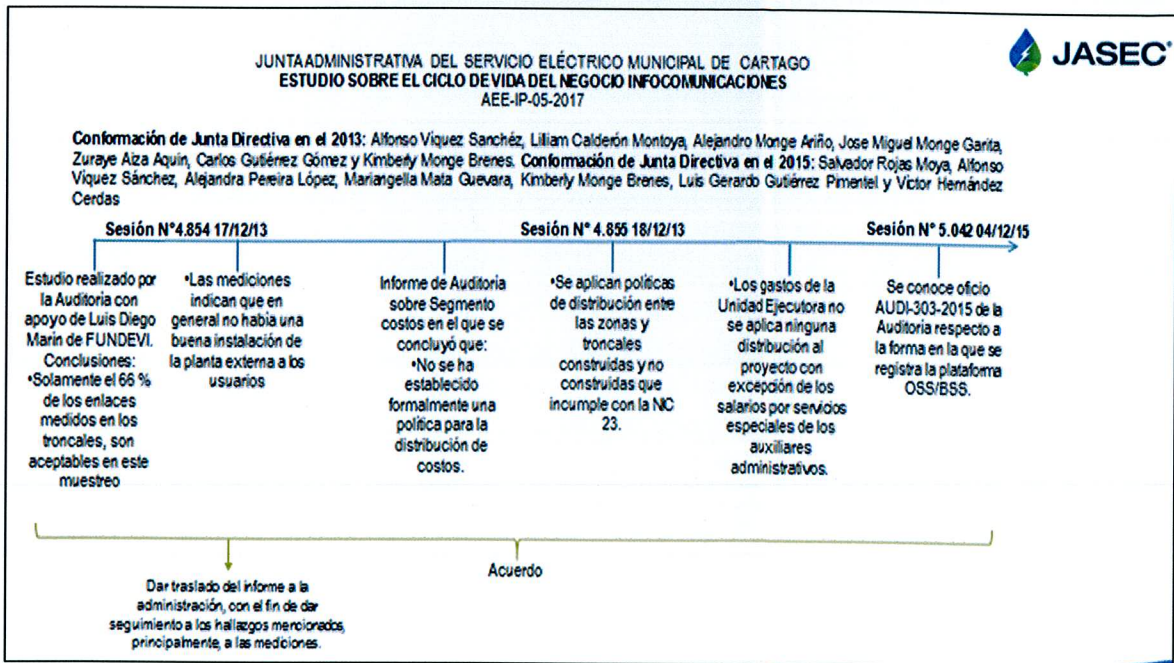 JASEC
JUNTA ADMINISTRATIVA DEL SERVICIO ELÉCTRICO MUNICIPAL DE CARTAGO
ESTUDIO SOBRE EL CICLO DE VIDA DEL NEGOCIO INFOCOMUNICACIONES
AEE-IP-05-2017
Conformación de Junta Directiva en el 2013: Alfonso Víquez Sanchéz, Lilliam Calderón Montoya, Alejandro Monge Ariño, Jose Miguel Monge Garita,
Zuraye Aiza Aquin, Carlos Gutiérrez Gómez y Kimberly Monge Brenes. Conformación de Junta Directiva en el 2015: Salvador Rojas Moya, Alfonso
Víquez Sánchez, Alejandra Pereira López, Mariangella Mata Guevara, Kimberly Monge Brenes, Luis Gerardo Gutiérrez Pimentel y Víctor Hernández
Cerdas
Sesión N°4.854 17/12/13
Sesión N° 4.855 18/12/13
Sesión N° 5.042 04/12/15
Estudio realizado por
la Auditoria con
apoyo de Luis Diego
Marin de FUNDEVI.
Conclusiones:
•Solamente el 66 %
de los enlaces
medidos en los
troncales, son
aceptables en este
muestreo
•Las mediciones
indican que en
general no había una
buena instalación de
la planta externa a los
usuarios
Informe de Auditoria
sobre Segmento
costos en el que se
concluyó que:
•No se ha
establecido
formalmente una
política para la
distribución de
costos.
•Se aplican políticas
de distribución entre
las zonas y
troncales
construidas y no
construidas que
incumple con la NIC
23.
•Los gastos de la
Unidad Ejecutora no
se aplica ninguna
distribución al
proyecto con
excepción de los
salarios por servicios
especiales de los
auxiliares
administrativos.
Se conoce oficio
AUDI-303-2015 de la
Auditoria respecto a
la forma en la que se
registra la plataforma
OSS/BSS.
Acuerdo
Dar traslado del informe a la
administración, con el fin de dar
seguimiento a los hallazgos mencionados,
principalmente, a las mediciones.